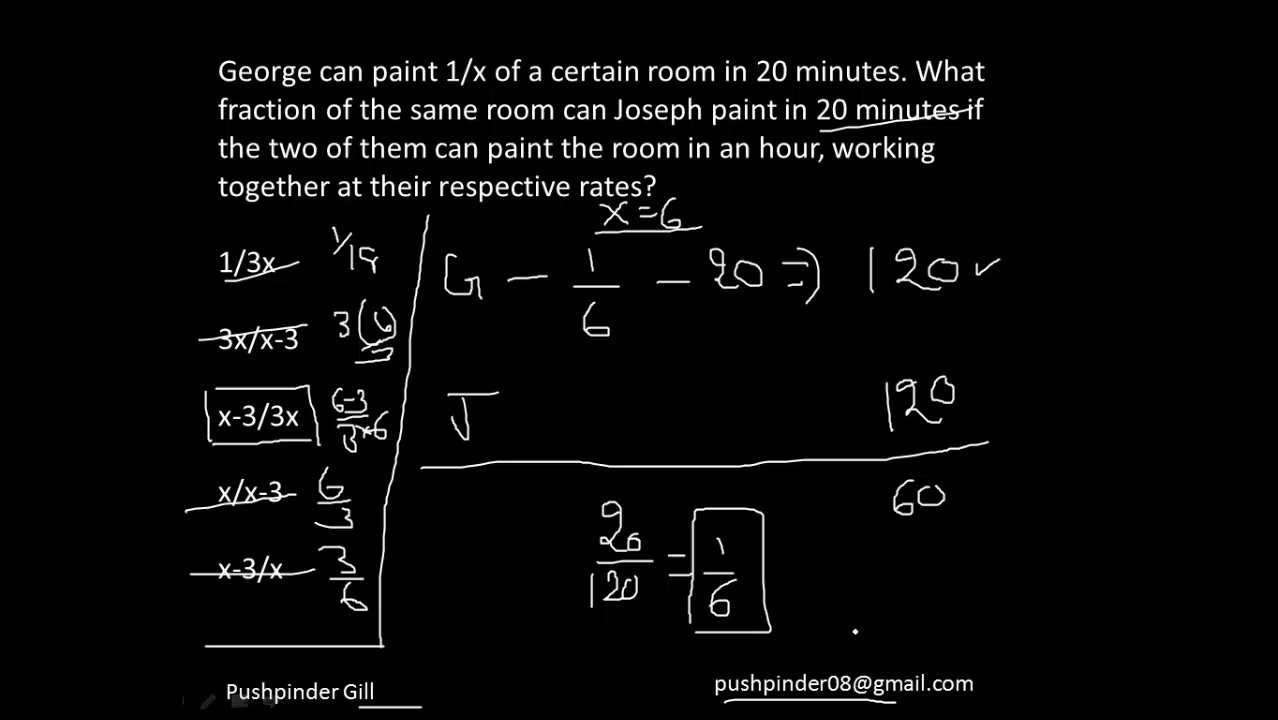 George can paint 1/x of a certain room in 20 minutes. What
fraction of the same room can Joseph paint in 20 minutes if
the two of them can paint the room in an hour, working
together at their respective rates?
x = 6
1/3x 1/18
G - 1/6 - 20 => 120 ✓
3x/x-3 3(6)/3
x-3/3x 6-3/3×6
J 120
x/x-3 6/3
60
20/120 = 1/6
x-3/x 3/6
Pushpinder Gill
pushpinder08@gmail.com